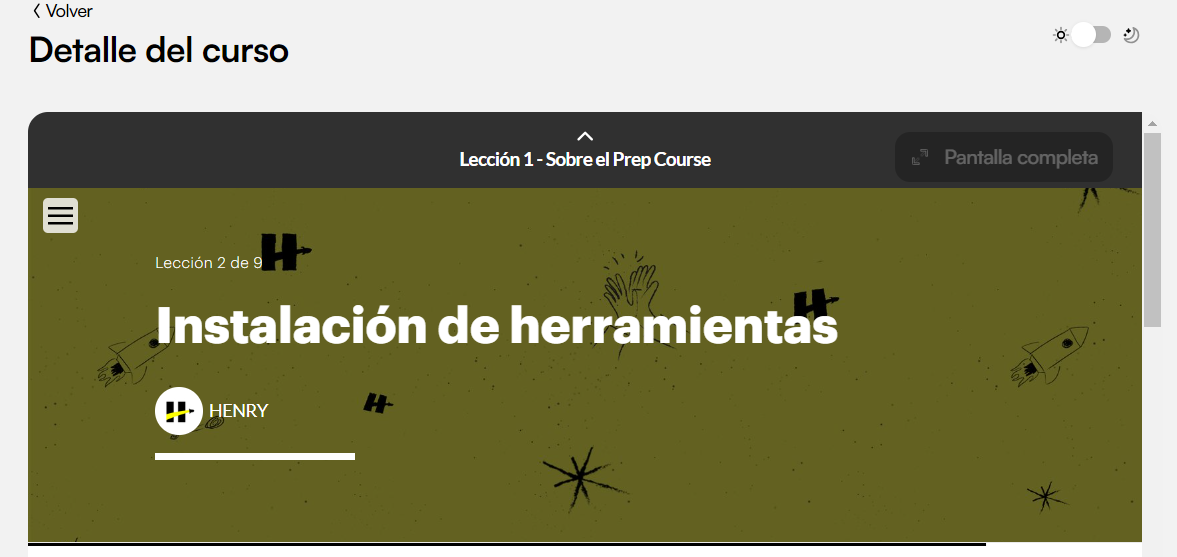 Volver
Detalle del curso
Lección 1 - Sobre el Prep Course
Pantalla completa
Lección 2 de 9
Instalación de herramientas
HENRY